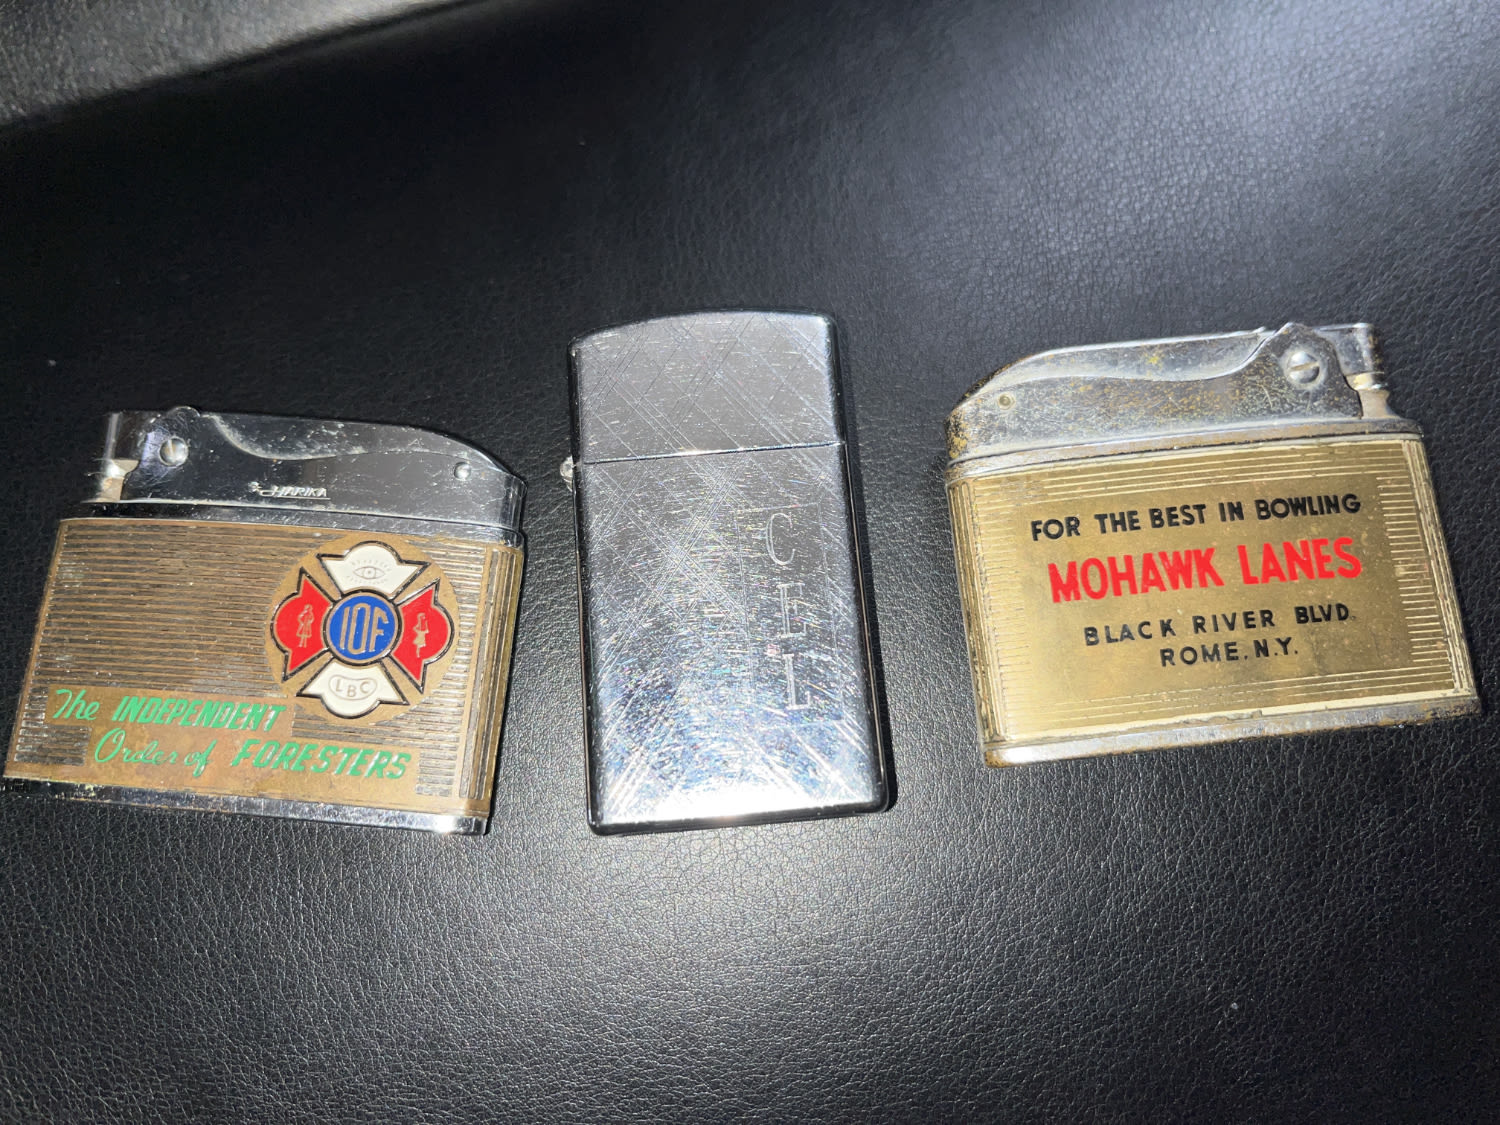 HARIKA
IOF
LBC
The INDEPENDENT
Order of FORESTERS
C
L
L
FOR THE BEST IN BOWLING
MOHAWK LANES
BLACK RIVER BLVD.
ROME, N.Y.